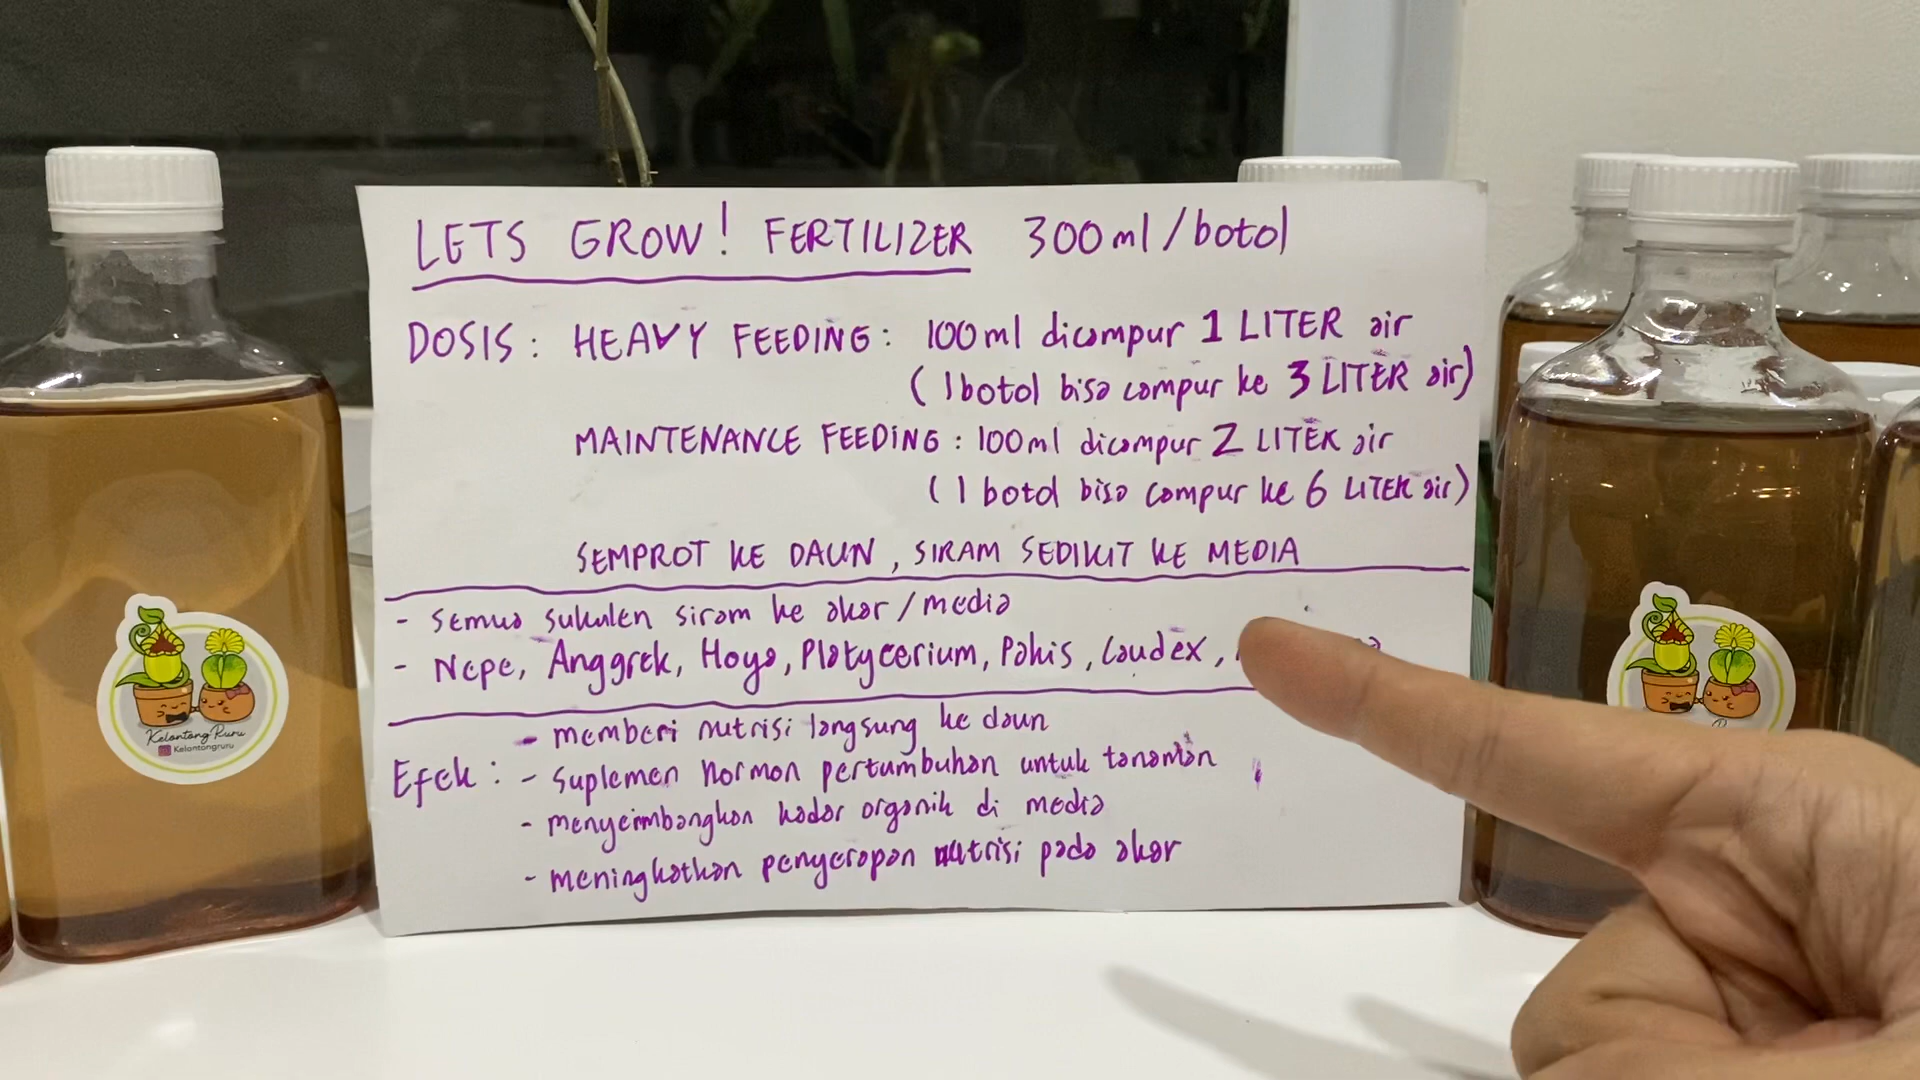 LETS GROW! FERTILIZER 300ml/botol
DOSIS: HEAVY FEEDING: 100ml dicampur 1 LITER air
(1 botol bisa campur ke 3 LITER air)
MAINTENANCE FEEDING: 100ml dicampur 2 LITER air
(1 botol bisa campur ke 6 LITER air)
SEMPROT KE DAUN, SIRAM SEDIKIT KE MEDIA
- semua sukulen siram ke akar/media
- Nepe, Anggrek, Hoya, Platycerium, Pakis, Caudex,
- memberi nutrisi langsung ke daun
Efek: - suplemen hormon pertumbuhan untuk tanaman
- menyeimbangkan kadar organik di media
- meningkatkan penyerapan nutrisi pada akar
Kelontong Ruru
Kelontongruru